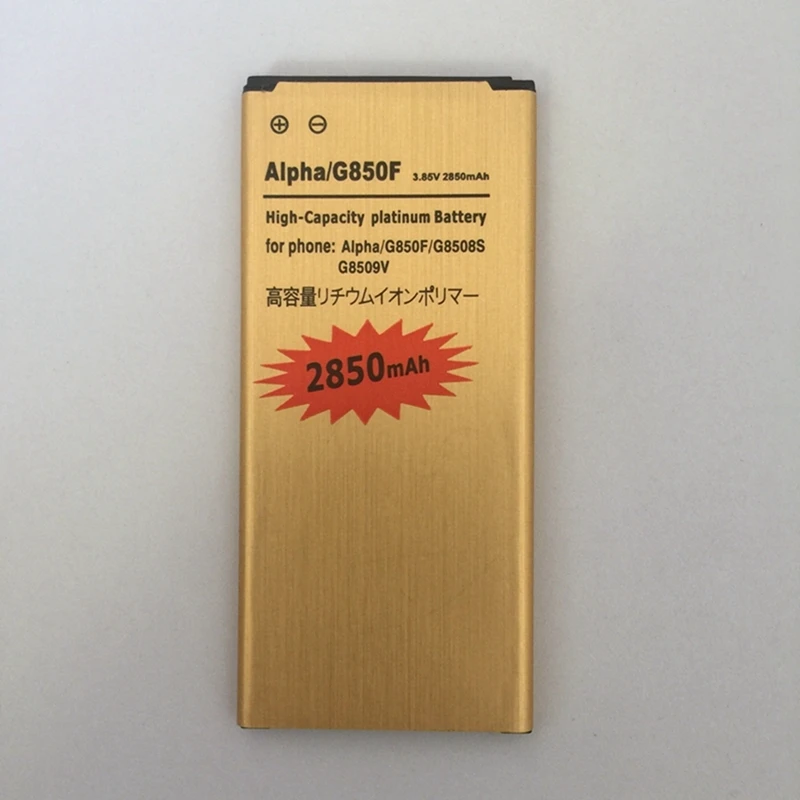 ⊕ ⊖
Alpha/G850F 3.85V 2850mAh
High-Capacity platinum Battery
for phone: Alpha/G850F/G8508S
G8509V
高容量リチウムイオンポリマー
2850mAh